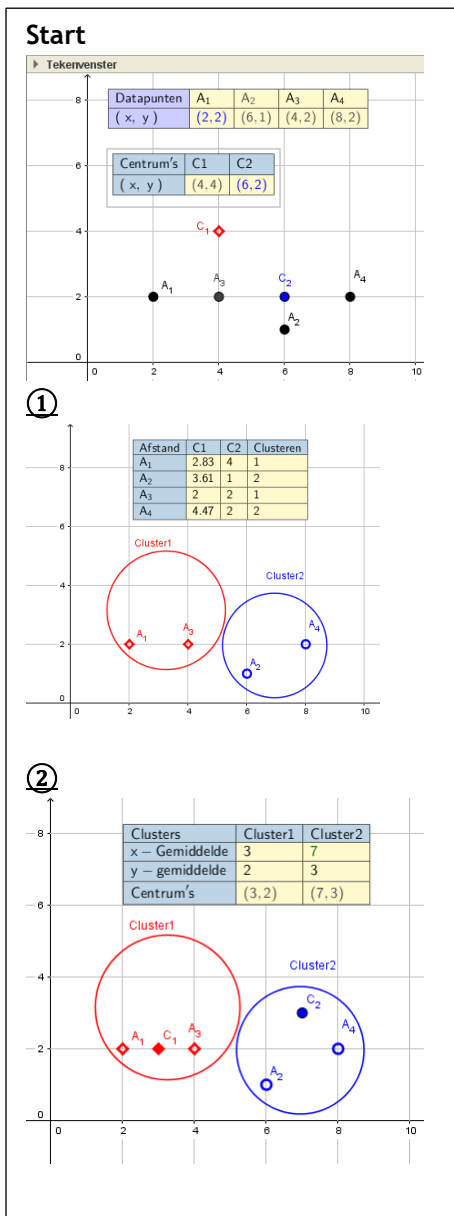 Start
Tekenvenster
Datapunten A₁ A₂ A₃ A₄
( x, y ) (2,2) (6,1) (4,2) (8,2)
Centrum's C1 C2
( x, y ) (4,4) (6,2)
8
6
4
2
0
C₁
A₁ A₃ C₂ A₄
A₂
0 2 4 6 8 10
①
Afstand C1 C2 Clusteren
A₁ 2.83 4 1
A₂ 3.61 1 2
A₃ 2 2 1
A₄ 4.47 2 2
8
6
4
2
0
Cluster1
Cluster2
A₁ A₃ A₄
A₂
0 2 4 6 8 10
②
Clusters Cluster1 Cluster2
x – Gemiddelde 3 7
y – gemiddelde 2 3
Centrum's (3,2) (7,3)
8
6
4
2
0
Cluster1
Cluster2
C₂
A₁ C₁ A₃ A₄
A₂
0 2 4 6 8 10